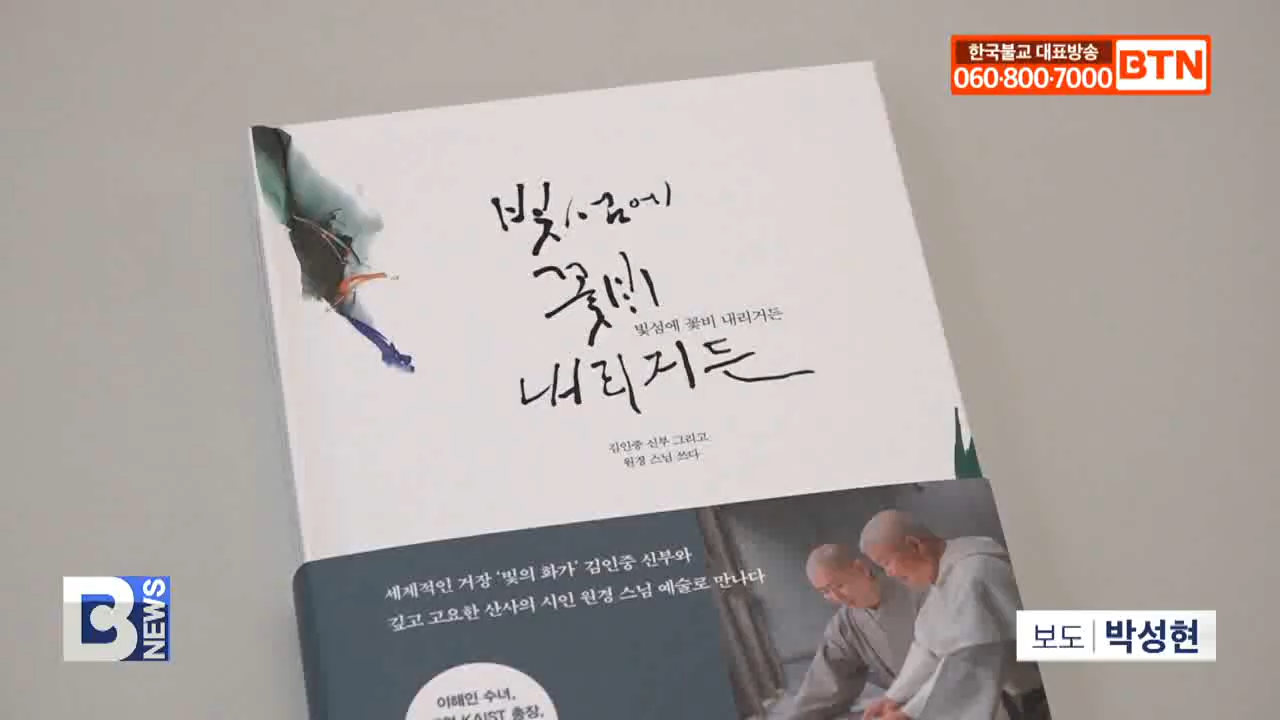 한국불교 대표방송
060·800·7000
BTN
빛섬에
꽃비
내리거든
빛섬에 꽃비 내리거든
김인중 신부 그리고
원경 스님 쓰다
세계적인 거장 '빛의 화가' 김인중 신부와
깊고 고요한 산사의 시인 원경 스님 예술로 만나다
이해인 수녀,
KAIST 총장,
B NEWS
보도 박성현